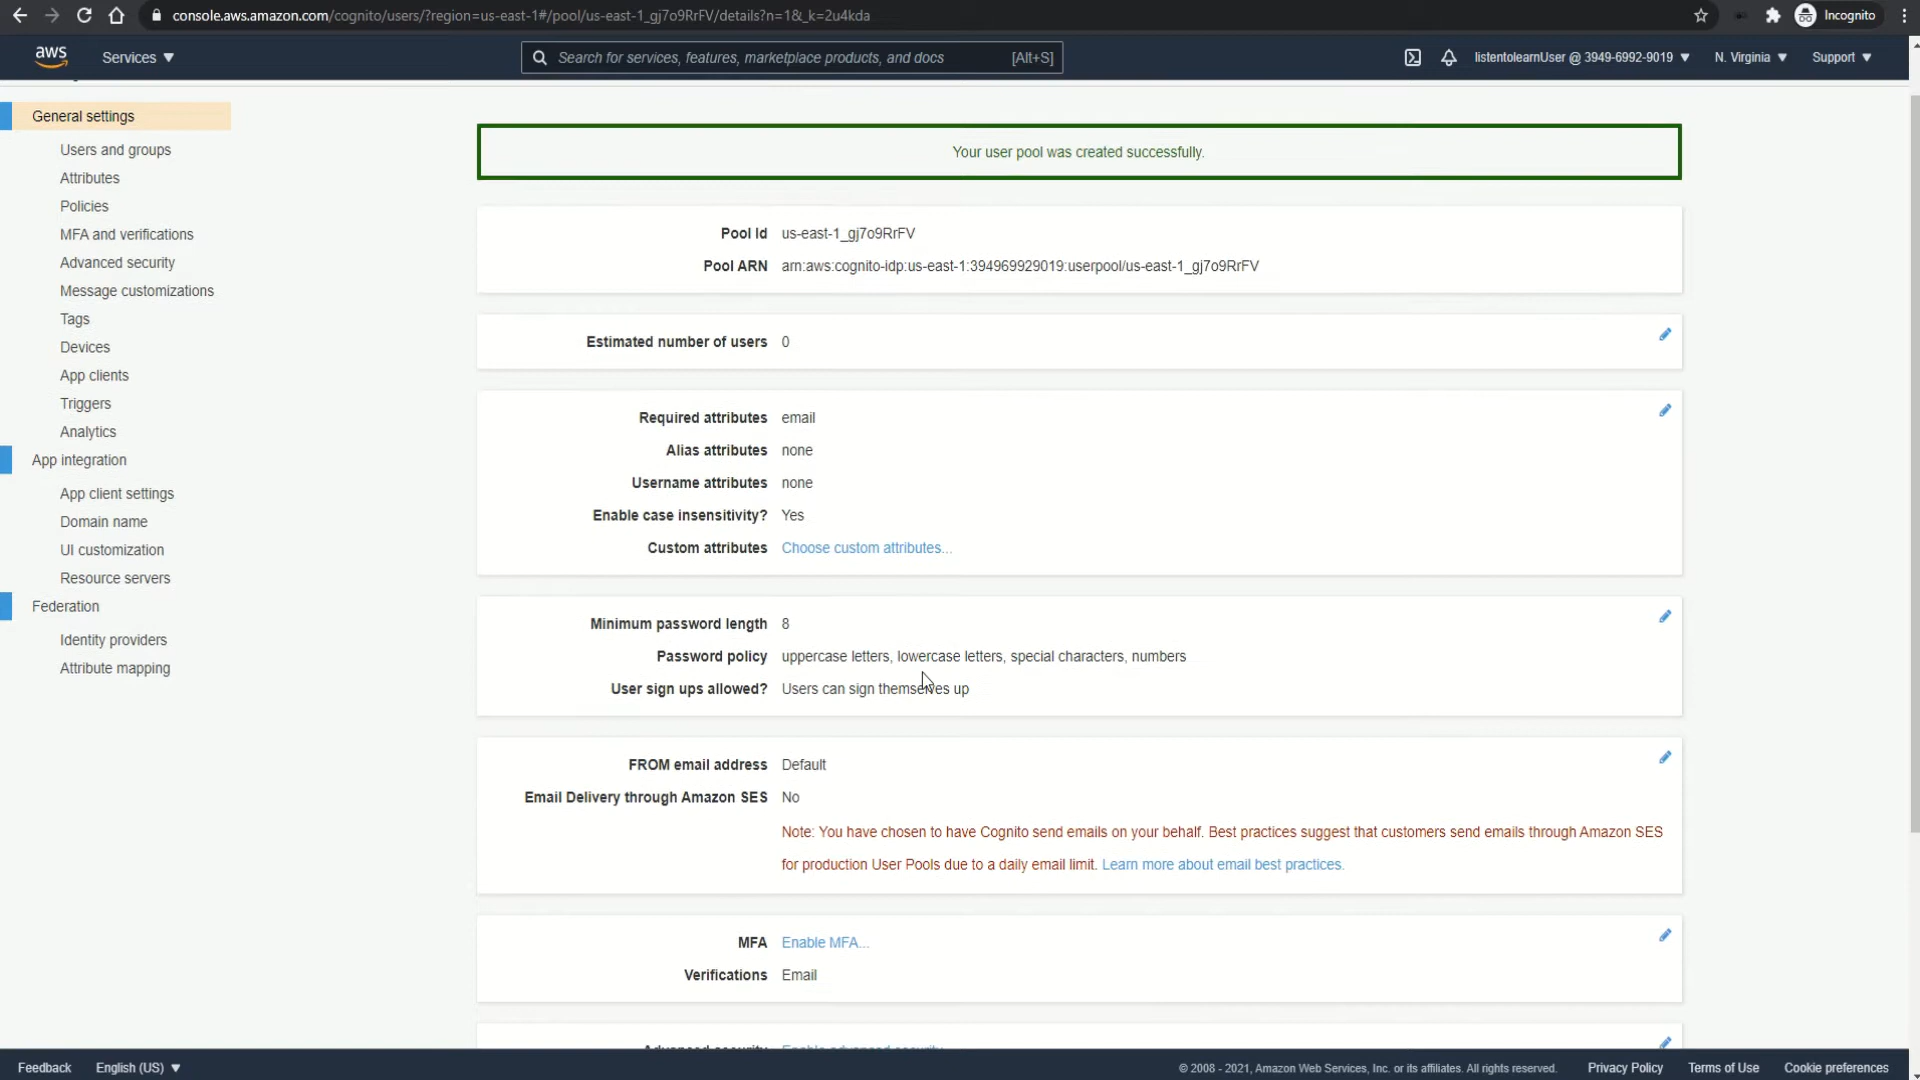 console.aws.amazon.com/cognito/users/?region=us-east-1#/pool/us-east-1_gj7o9RrFV/details?n=1&_k=2u4kda
Incognito
aws
Services
Search for services, features, marketplace products, and docs [Alt+S]
listentolearnUser @ 3949-6992-9019
N. Virginia
Support
General settings
Users and groups
Attributes
Policies
MFA and verifications
Advanced security
Message customizations
Tags
Devices
App clients
Triggers
Analytics
App integration
App client settings
Domain name
UI customization
Resource servers
Federation
Identity providers
Attribute mapping
Your user pool was created successfully.
Pool Id us-east-1_gj7o9RrFV
Pool ARN arn:aws:cognito-idp:us-east-1:394969929019:userpool/us-east-1_gj7o9RrFV
Estimated number of users 0
Required attributes email
Alias attributes none
Username attributes none
Enable case insensitivity? Yes
Custom attributes Choose custom attributes...
Minimum password length 8
Password policy uppercase letters, lowercase letters, special characters, numbers
User sign ups allowed? Users can sign themselves up
FROM email address Default
Email Delivery through Amazon SES No
Note: You have chosen to have Cognito send emails on your behalf. Best practices suggest that customers send emails through Amazon SES
for production User Pools due to a daily email limit. Learn more about email best practices.
MFA Enable MFA...
Verifications Email
Advanced security Enable advanced security
Feedback
English (US)
© 2008 - 2021, Amazon Web Services, Inc. or its affiliates. All rights reserved.
Privacy Policy
Terms of Use
Cookie preferences